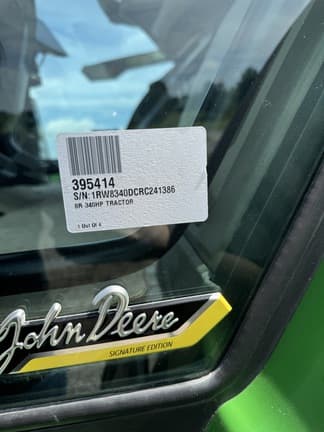 395414
S/N: 1RW8340DCRC241386
8R 340HP TRACTOR
1 Out Of 4
John Deere
SIGNATURE EDITION